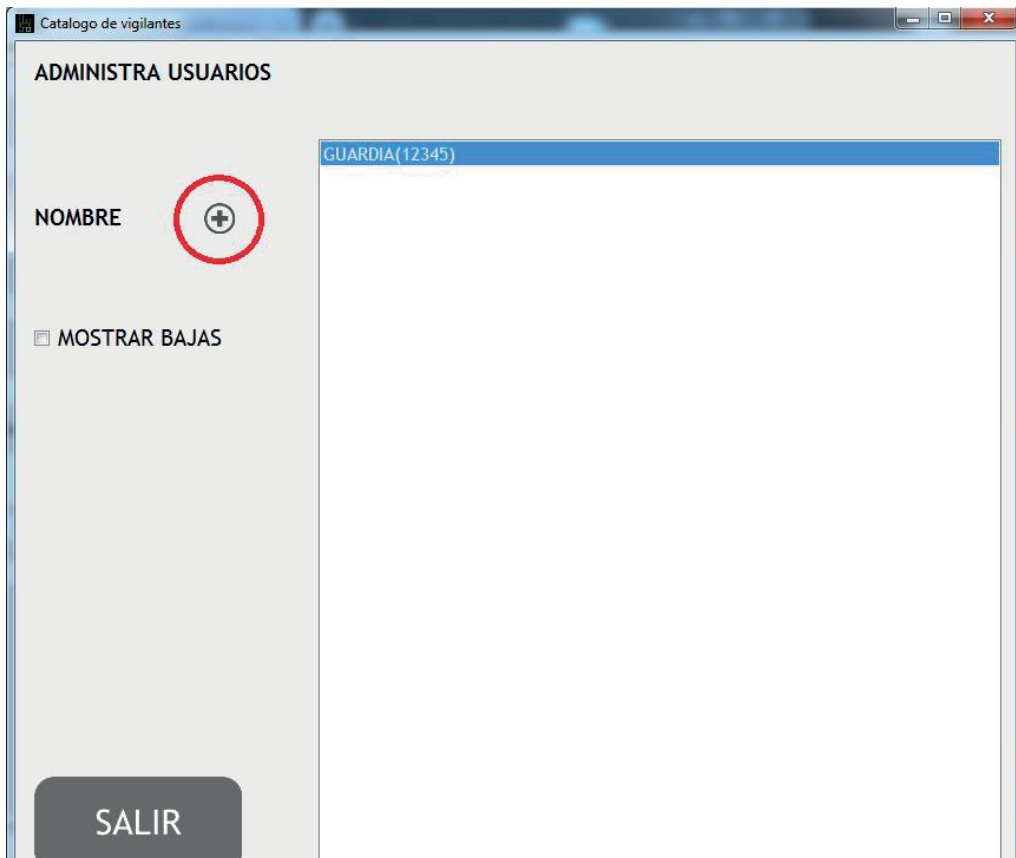 Catalogo de vigilantes
ADMINISTRA USUARIOS
GUARDIA(12345)
NOMBRE
MOSTRAR BAJAS
SALIR